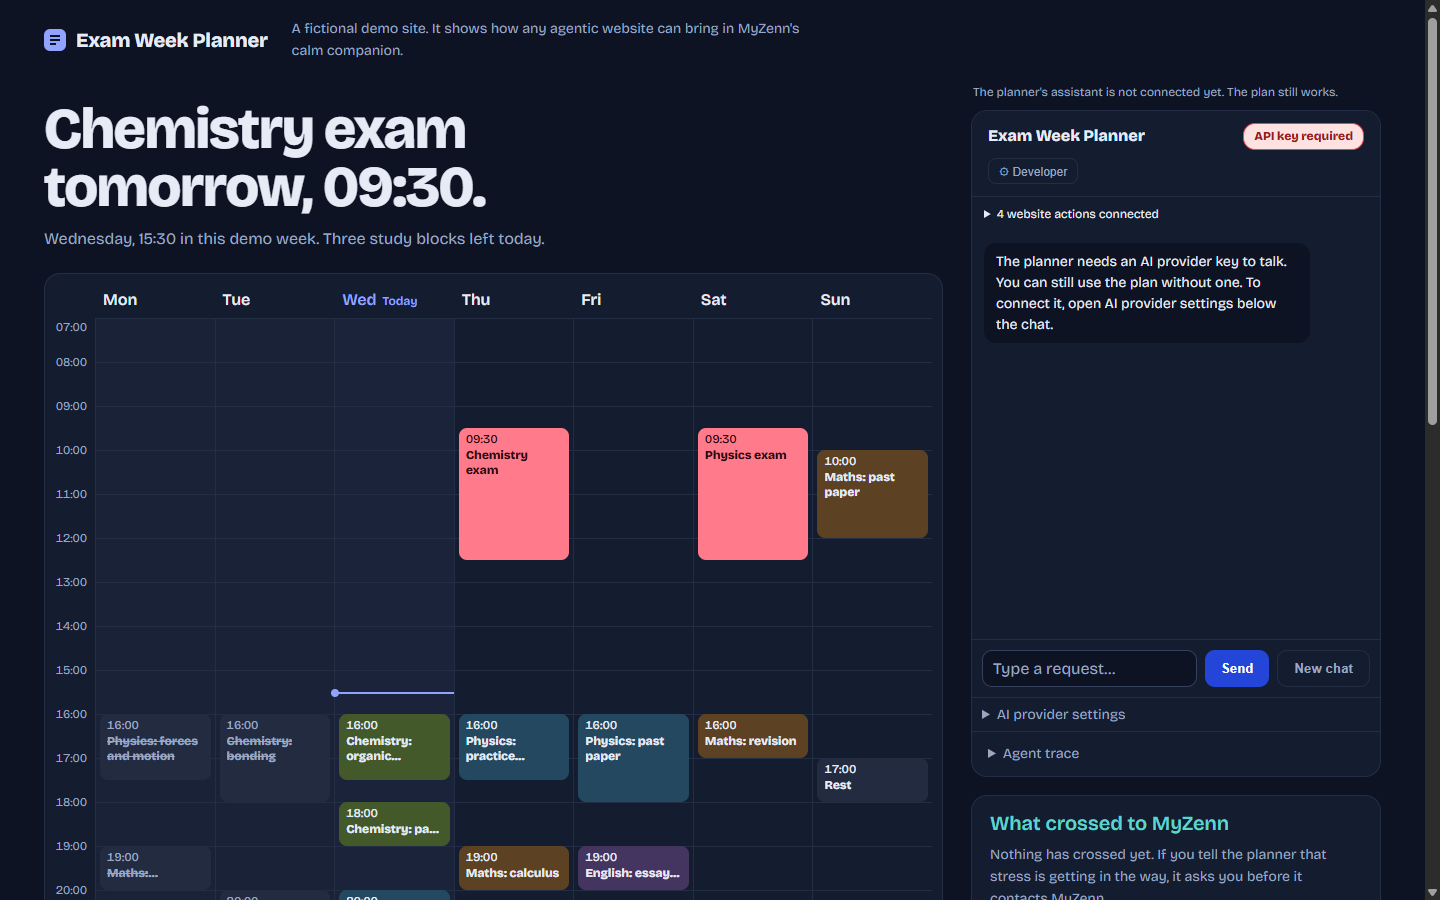 Exam Week Planner
A fictional demo site. It shows how any agentic website can bring in MyZenn's
calm companion.
Chemistry exam
tomorrow, 09:30.
Wednesday, 15:30 in this demo week. Three study blocks left today.
Mon
Tue
Wed Today
Thu
Fri
Sat
Sun
07:00
08:00
09:00
10:00
11:00
12:00
13:00
14:00
15:00
16:00
17:00
18:00
19:00
20:00
16:00
Physics: forces
and motion
19:00
Maths:...
16:00
Chemistry:
bonding
16:00
Chemistry:
organic...
18:00
Chemistry: pa...
09:30
Chemistry
exam
16:00
Physics:
practice...
19:00
Maths: calculus
16:00
Physics: past
paper
19:00
English: essay...
09:30
Physics exam
16:00
Maths: revision
10:00
Maths: past
paper
17:00
Rest
The planner's assistant is not connected yet. The plan still works.
Exam Week Planner
API key required
Developer
4 website actions connected
The planner needs an AI provider key to talk.
You can still use the plan without one. To
connect it, open AI provider settings below
the chat.
Type a request...
Send
New chat
AI provider settings
Agent trace
What crossed to MyZenn
Nothing has crossed yet. If you tell the planner that
stress is getting in the way, it asks you before it
contacts MyZenn.